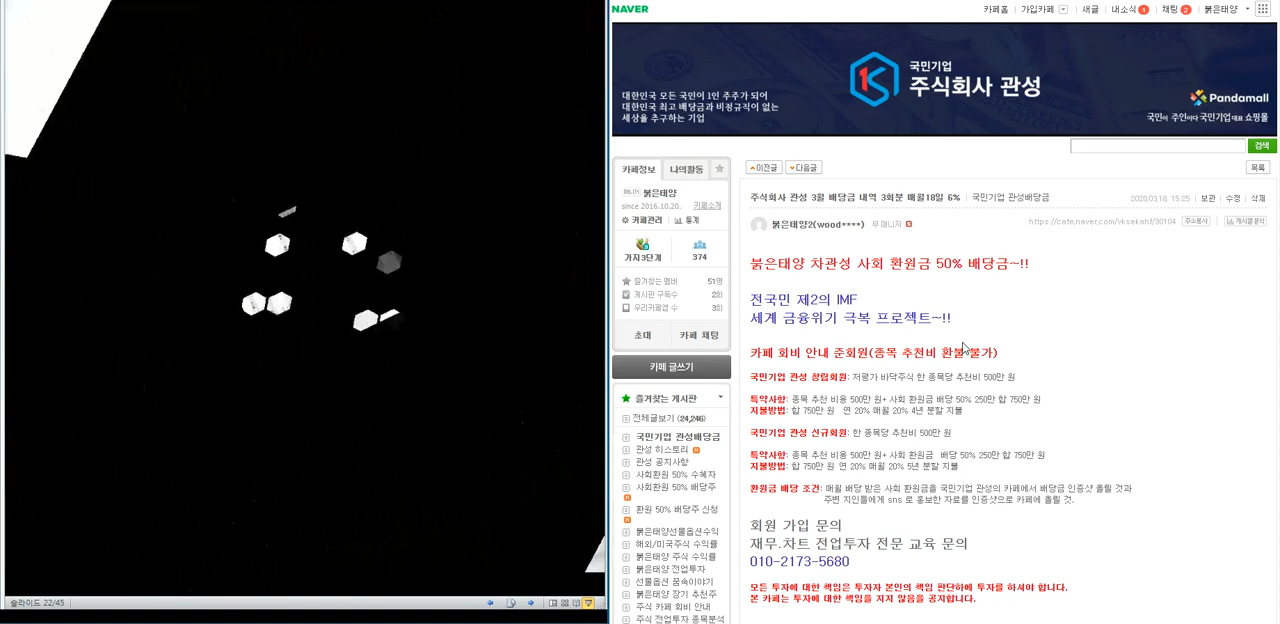 NAVER
카페홈 가입카페 새글 내소식 1 채팅 2 붉은태양
대한민국 모든 국민이 1인 주주가 되어
대한민국 최고 배당금과 비정규직이 없는
세상을 추구하는 기업
국민기업
주식회사 관성
Pandamall
국민이 주인이다 국민기업대표 쇼핑몰
검색
카페정보 나의활동
매니저 붉은태양
since 2016.10.20. 카페소개
카페관리 통계
가지3단계 374
즐겨찾는 멤버 51명
게시판 구독수 2회
우리카페앱 수 3회
초대 카페 채팅
카페 글쓰기
즐겨찾는 게시판
전체글보기 (24,246)
국민기업 관성배당금
관성 히스토리
관성 공지사항
사회환원 50% 수혜자
사회환원 50% 배당주
환원 50% 배당주 신청
붉은태양선물옵션수익
해외/미국주식 수익률
붉은태양 주식 수익률
붉은태양 전업투자
선물옵션 꿈속이야기
붉은태양 장기 추천주
주식 카페 회비 안내
주식 전업투자 종목분석
이전글 다음글 목록
주식회사 관성 3월 배당금 내역 3회분 매월18일 6% 국민기업 관성배당금
2020.03.18. 15:25 보관 수정 삭제
붉은태양2(wood****) 부매니저
https://cafe.naver.com/vksekahf/30104 주소복사 게시글 분석
붉은태양 차관성 사회 환원금 50% 배당금~!!
전국민 제2의 IMF
세계 금융위기 극복 프로젝트~!!
카페 회비 안내 준회원(종목 추천비 환불 불가)
국민기업 관성 창립회원: 저평가 바닥주식 한 종목당 추천비 500만 원
특약사항: 종목 추천 비용 500만 원+ 사회 환원금 배당 50% 250만 합 750만 원
지불방법: 합 750만 원 연 20% 매월 20% 4년 분할 지불
국민기업 관성 신규회원: 한 종목당 추천비 500만 원
특약사항: 종목 추천 비용 500만 원+ 사회 환원금 배당 50% 250만 합 750만 원
지불방법: 합 750만 원 연 20% 매월 20% 5년 분할 지불
환원금 배당 조건: 매월 배당 받은 사회 환원금을 국민기업 관성의 카페에서 배당금 인증샷 올릴 것과
주변 지인들에게 sns 로 홍보한 자료를 인증샷으로 카페에 올릴 것.
회원 가입 문의
재무.차트 전업투자 전문 교육 문의
010-2173-5680
모든 투자에 대한 책임은 투자자 본인의 책임 판단하에 투자를 하셔야 합니다.
본 카페는 투자에 대한 책임을 지지 않음을 공지합니다.
슬라이드 22/45